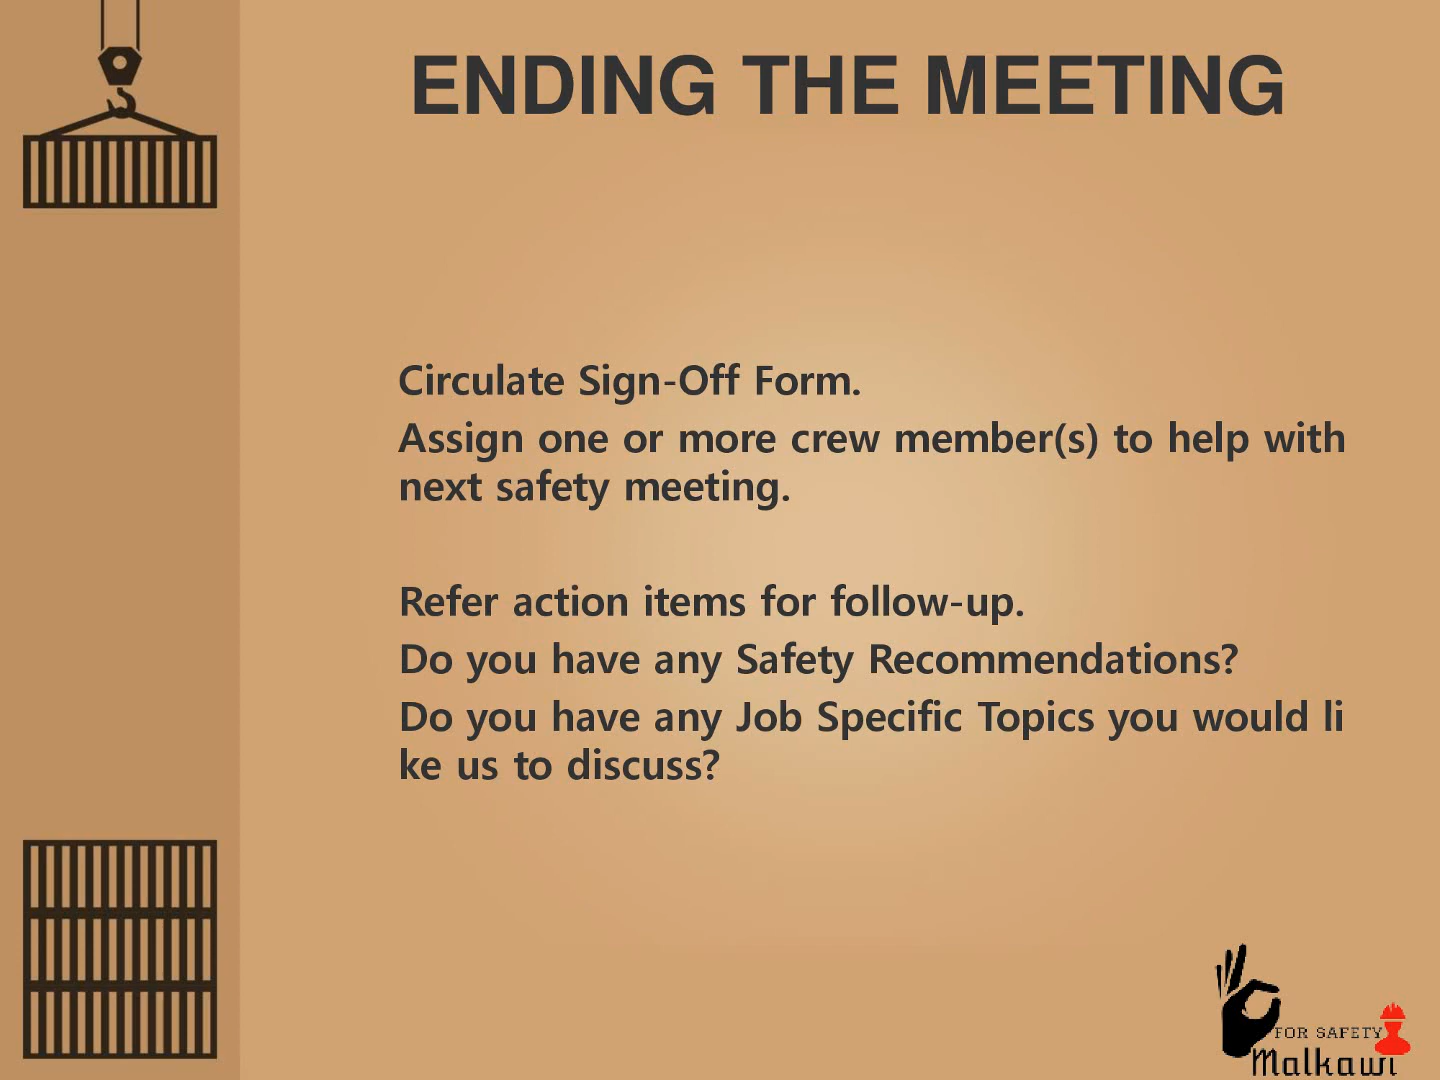 ENDING THE MEETING
Circulate Sign-Off Form.
Assign one or more crew member(s) to help with
next safety meeting.
Refer action items for follow-up.
Do you have any Safety Recommendations?
Do you have any Job Specific Topics you would li
ke us to discuss?
FOR SAFETY
Malkawi